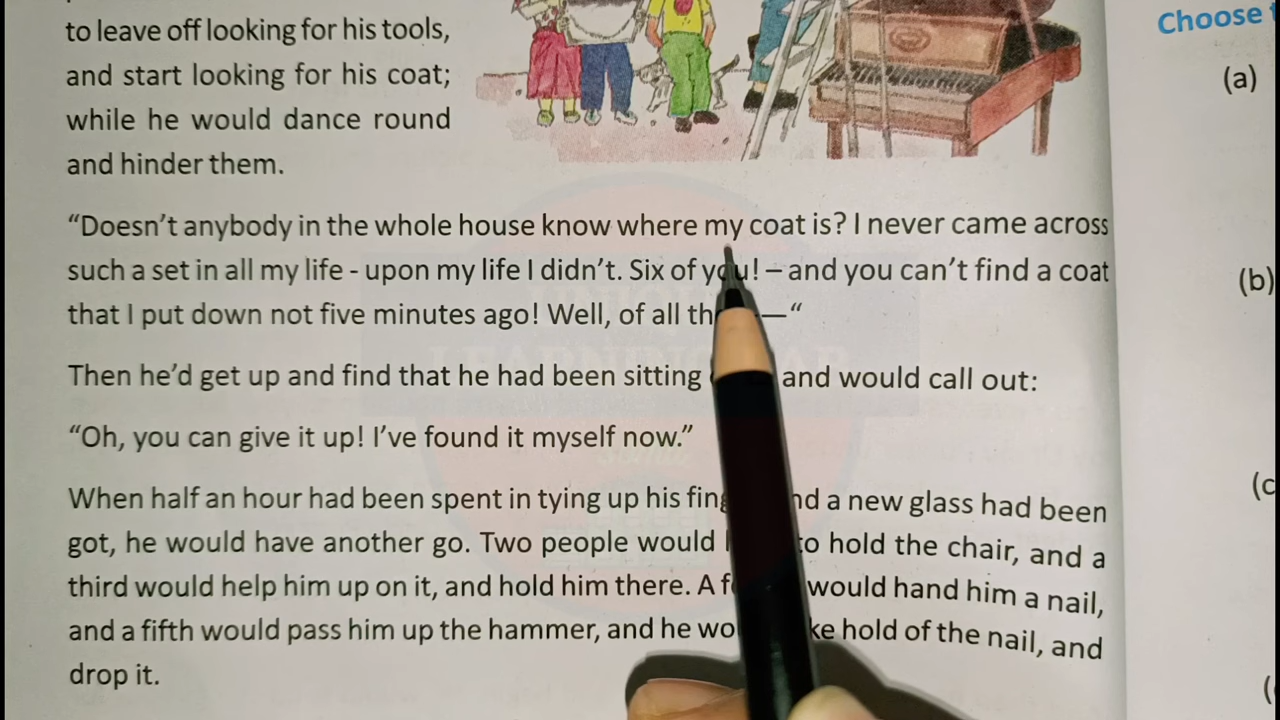 to leave off looking for his tools,
and start looking for his coat;
while he would dance round
and hinder them.
“Doesn’t anybody in the whole house know where my coat is? I never came across
such a set in all my life - upon my life I didn’t. Six of you! – and you can’t find a coat
that I put down not five minutes ago! Well, of all th —“
Then he’d get up and find that he had been sitting and would call out:
“Oh, you can give it up! I’ve found it myself now.”
When half an hour had been spent in tying up his fing nd a new glass had been
got, he would have another go. Two people would to hold the chair, and a
third would help him up on it, and hold him there. A f would hand him a nail,
and a fifth would pass him up the hammer, and he wo ke hold of the nail, and
drop it.
Choose
(a)
(b)
(c